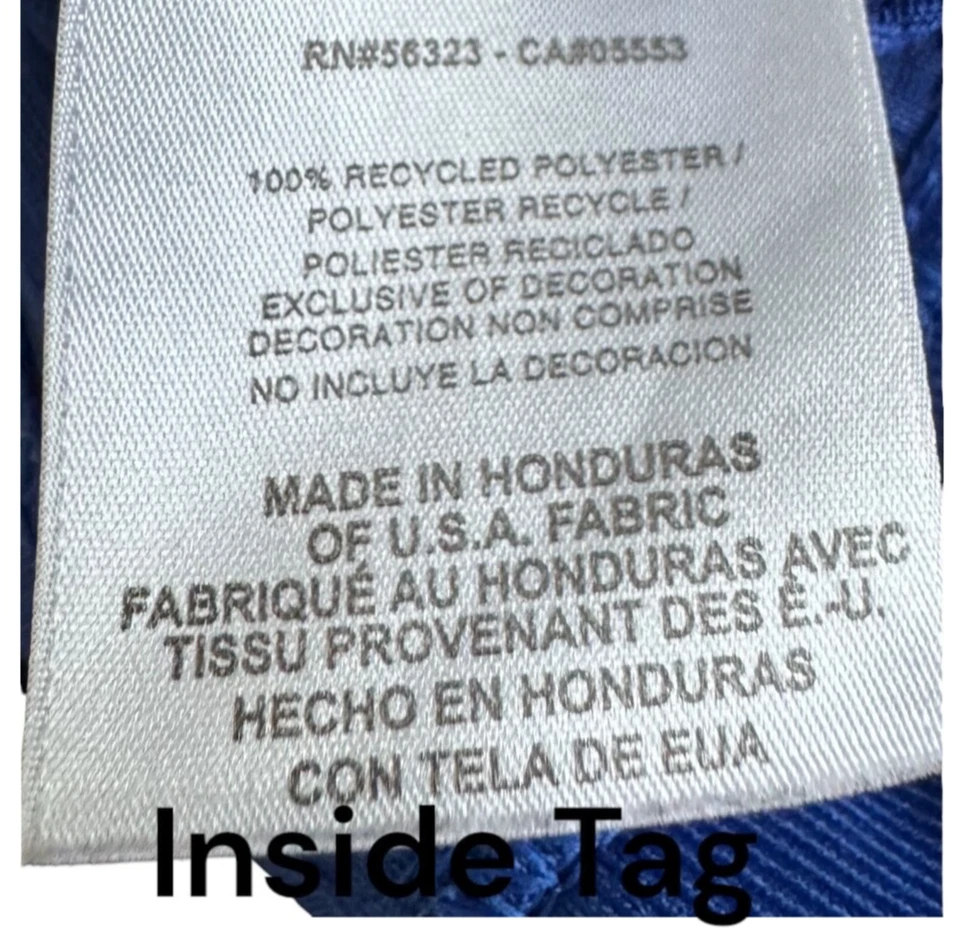 RN#56323 - CA#05553
100% RECYCLED POLYESTER /
POLYESTER RECYCLE /
POLIESTER RECICLADO
EXCLUSIVE OF DECORATION
DECORATION NON COMPRISE
NO INCLUYE LA DECORACION
MADE IN HONDURAS
OF U.S.A. FABRIC
FABRIQUÉ AU HONDURAS AVEC
TISSU PROVENANT DES É.-U.
HECHO EN HONDURAS
CON TELA DE EUA
Inside Tag